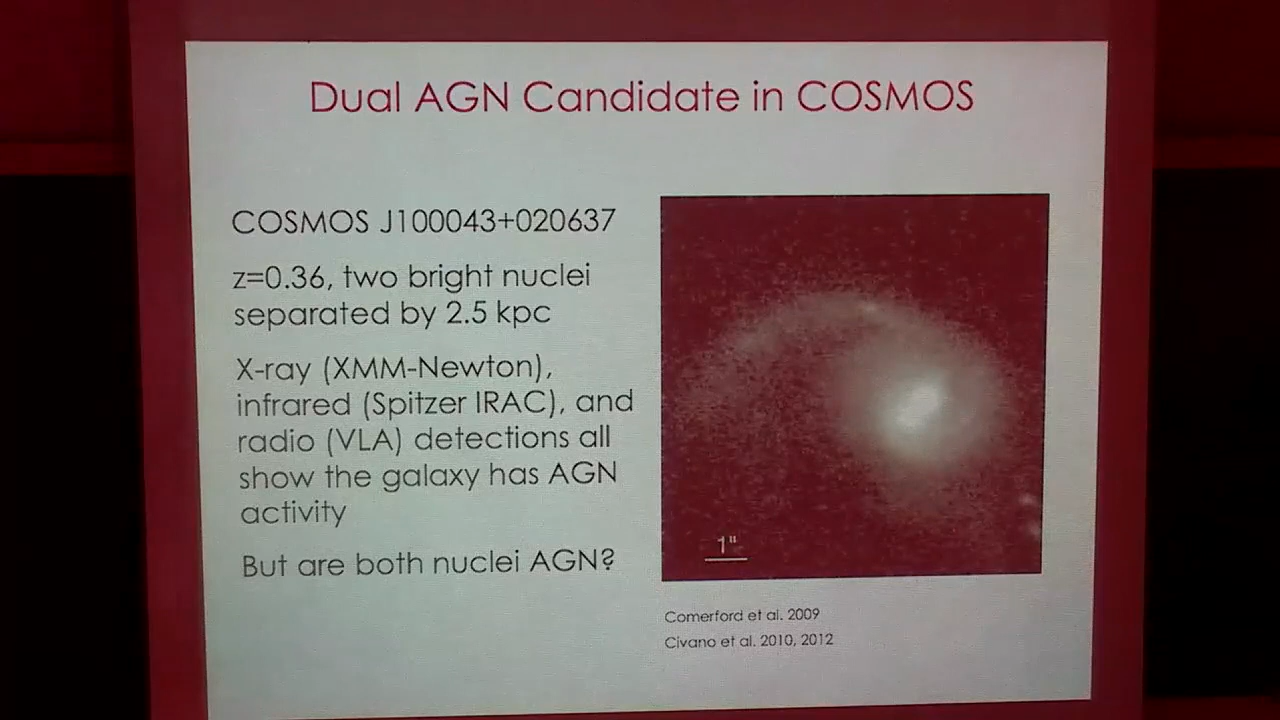 Dual AGN Candidate in COSMOS
COSMOS J100043+020637
z=0.36, two bright nuclei
separated by 2.5 kpc
X-ray (XMM-Newton),
infrared (Spitzer IRAC), and
radio (VLA) detections all
show the galaxy has AGN
activity
But are both nuclei AGN?
1"
Comerford et al. 2009
Civano et al. 2010, 2012